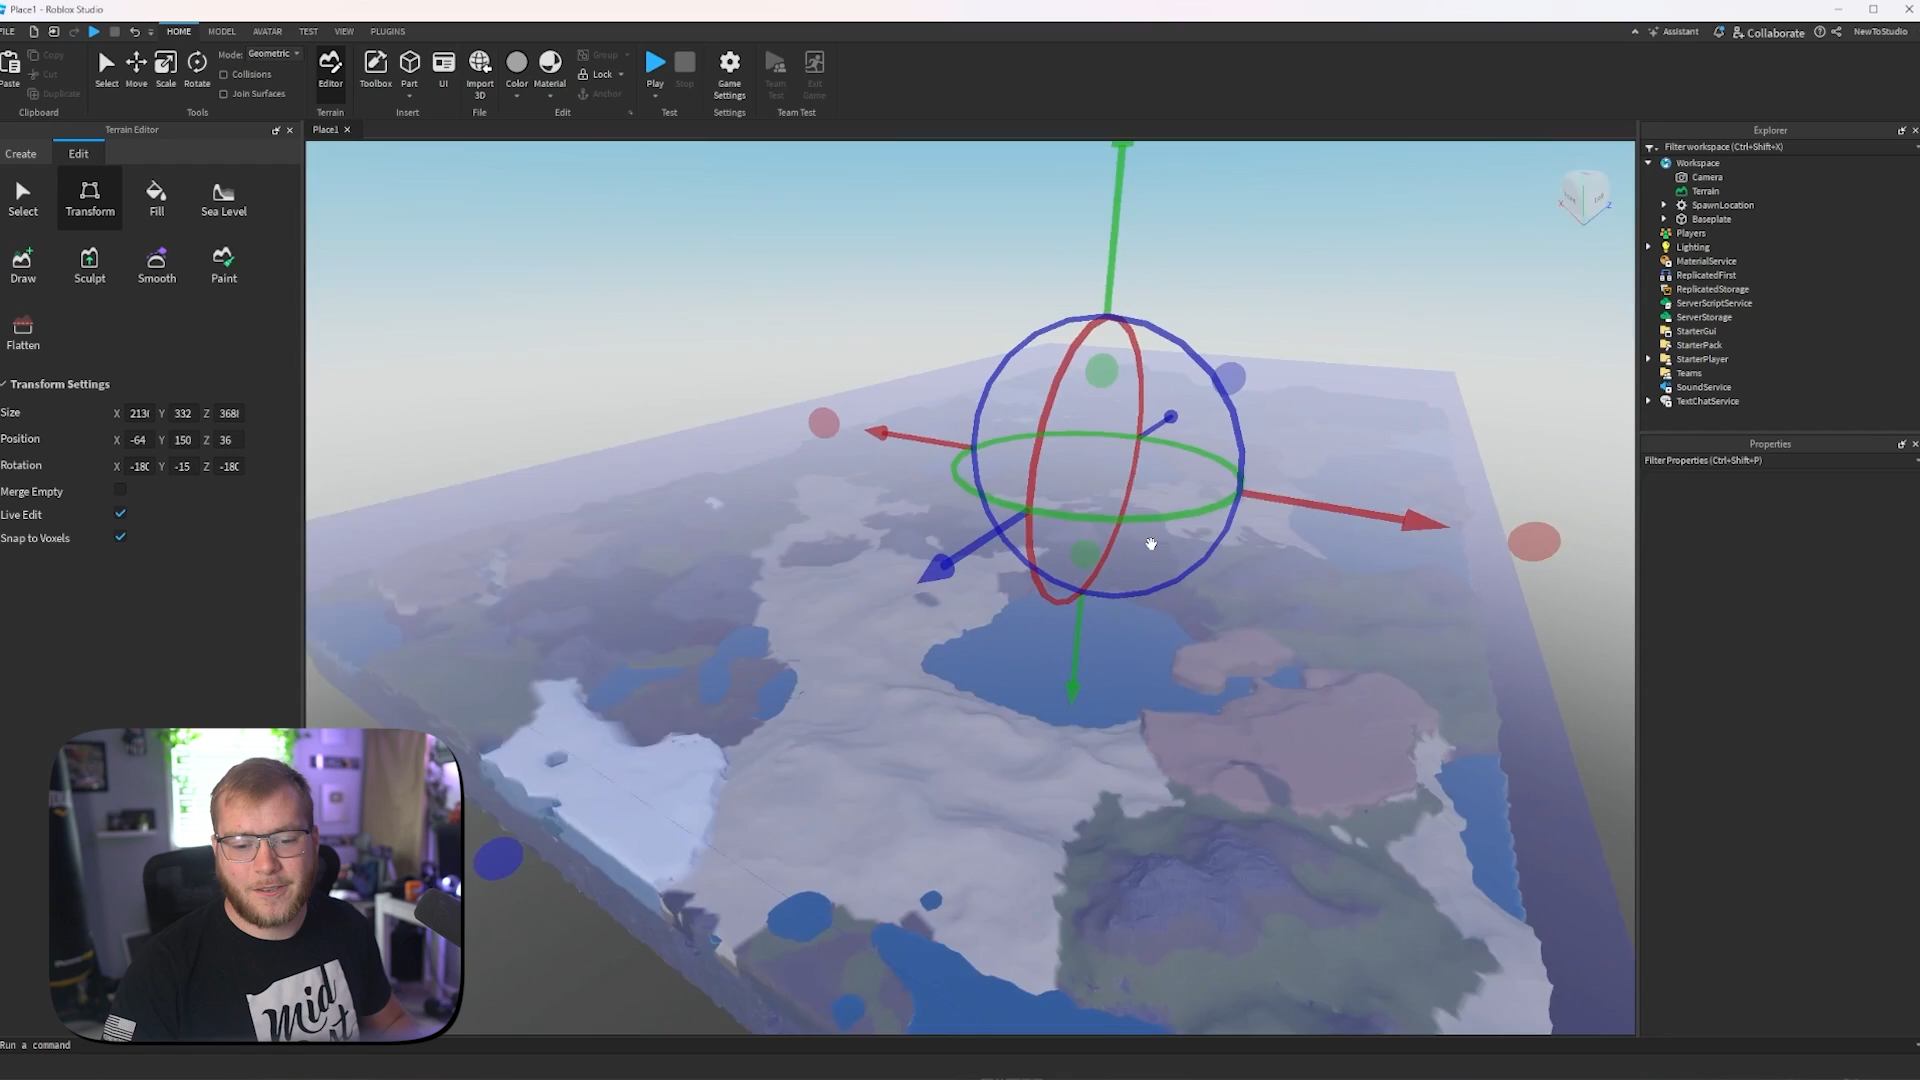 Place1 - Roblox Studio
FILE HOME MODEL AVATAR TEST VIEW PLUGINS Assistant Collaborate NewToStudio
Paste Copy Cut Duplicate
Clipboard
Select Move Scale Rotate
Mode: Geometric
Collisions
Join Surfaces
Tools
Editor
Terrain
Toolbox Part UI
Insert
Import 3D
File
Color Material Group Lock Anchor
Edit
Play Stop
Test
Game Settings
Settings
Team Test Exit Game
Team Test
Terrain Editor
Create Edit
Select Transform Fill Sea Level
Draw Sculpt Smooth Paint
Flatten
Transform Settings
Size X 213 Y 332 Z 368
Position X -64 Y 150 Z 36
Rotation X -180 Y -15 Z -180
Merge Empty
Live Edit
Snap to Voxels
Place1
X Z
Mid
Explorer
Filter workspace (Ctrl+Shift+X)
Workspace
Camera
Terrain
SpawnLocation
Baseplate
Players
Lighting
MaterialService
ReplicatedFirst
ReplicatedStorage
ServerScriptService
ServerStorage
StarterGui
StarterPack
StarterPlayer
Teams
SoundService
TextChatService
Properties
Filter Properties (Ctrl+Shift+P)
Run a command